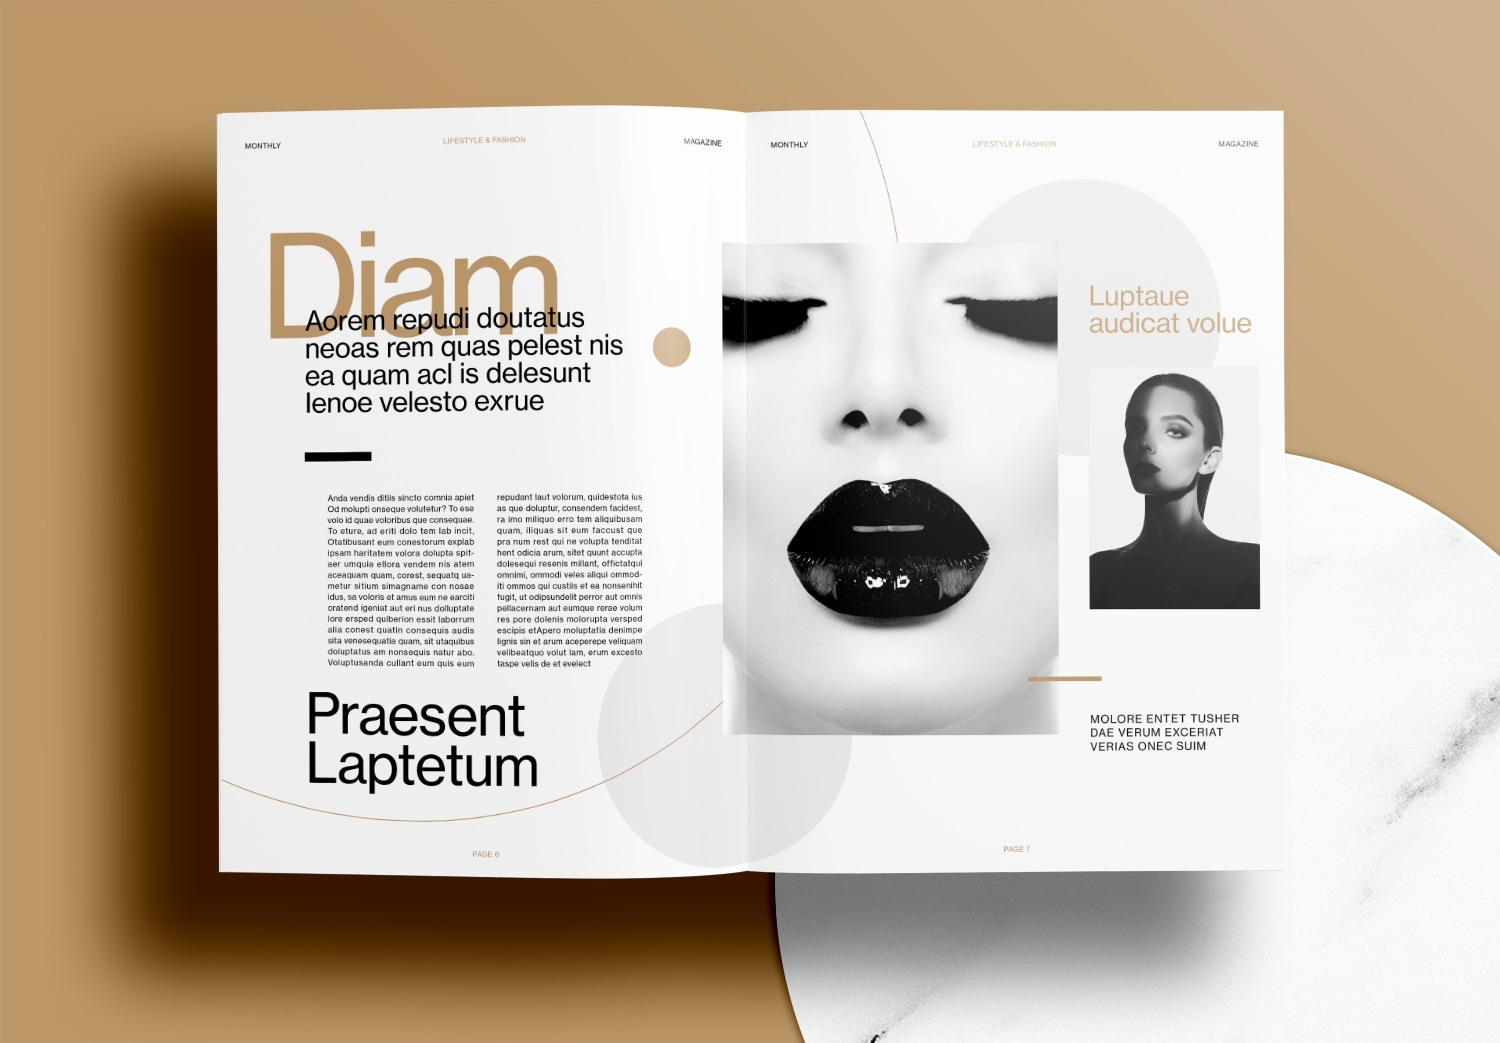 MONTHLY
LIFESTYLE & FASHION
MAGAZINE
Diam
Aorem repudi doutatus
neoas rem quas pelest nis
ea quam acl is delesunt
lenoe velesto exrue
Anda vendis ditiis sincto comnia apiet
Od molupti onseque volutetur? To ese
volo id quae voloribus que consequae.
To eture, ad eriti dolo tem lab incit,
Otatibusant eum conestorum explab
ipsam haritatem volora dolupta spit-
aer umquia ellora vendem nis atem
aceaquam quam, corest, sequatq ua-
metur sitium simagname con nosae
idus, sa voloris et amus eum ne earciti
oratend igeniat aut eri nus dolluptate
lore ersped quiberion essit laborrum
alia conest quatin consequis audis
sita venesequatia quam, sit utaquibus
doluptatus am nonsequis natur abo.
Voluptusanda cullant eum quis eum
repudant laut volorum, quidestota ius
as que doluptur, consendem facidest,
ra imo miliquo erro tem aliquibusam
quam, iliquas sit eum faccust que
pra num rest qui ne volupta tenditat
hent odicia arum, sitet quunt accupta
dolesequi resenis millant, offictatqui
omnimi, ommodi veles aliqui ommod-
iti ommos qui custiis et ea nonsenihit
fugit, ut odipsundelit perror aut omnis
pellacernam aut eumque rerae volum
res pore dolenis molorupta versped
escipis etApero moluptatia denimpe
lignis sin et arum aceperepe veliquam
velibeatquo volut lam, erum excesto
taspe velis de et evelect
Praesent
Laptetum
PAGE 6
MONTHLY
LIFESTYLE & FASHION
MAGAZINE
Luptaue
audicat volue
MOLORE ENTET TUSHER
DAE VERUM EXCERIAT
VERIAS ONEC SUIM
PAGE 7